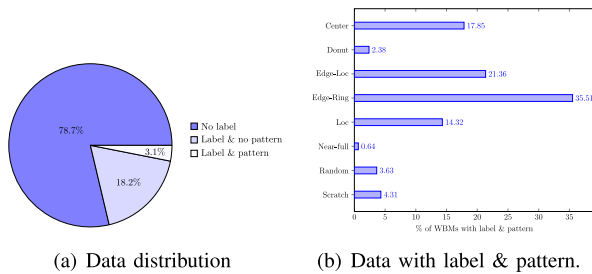 78.7%
3.1%
18.2%
No label
Label & no pattern
Label & pattern
(a) Data distribution
Center
17.85
Donut
2.38
Edge-Loc
21.36
Edge-Ring
35.51
Loc
14.32
Near-full
0.64
Random
3.63
Scratch
4.31
0 5 10 15 20 25 30 35
% of WBMs with label & pattern
(b) Data with label & pattern.